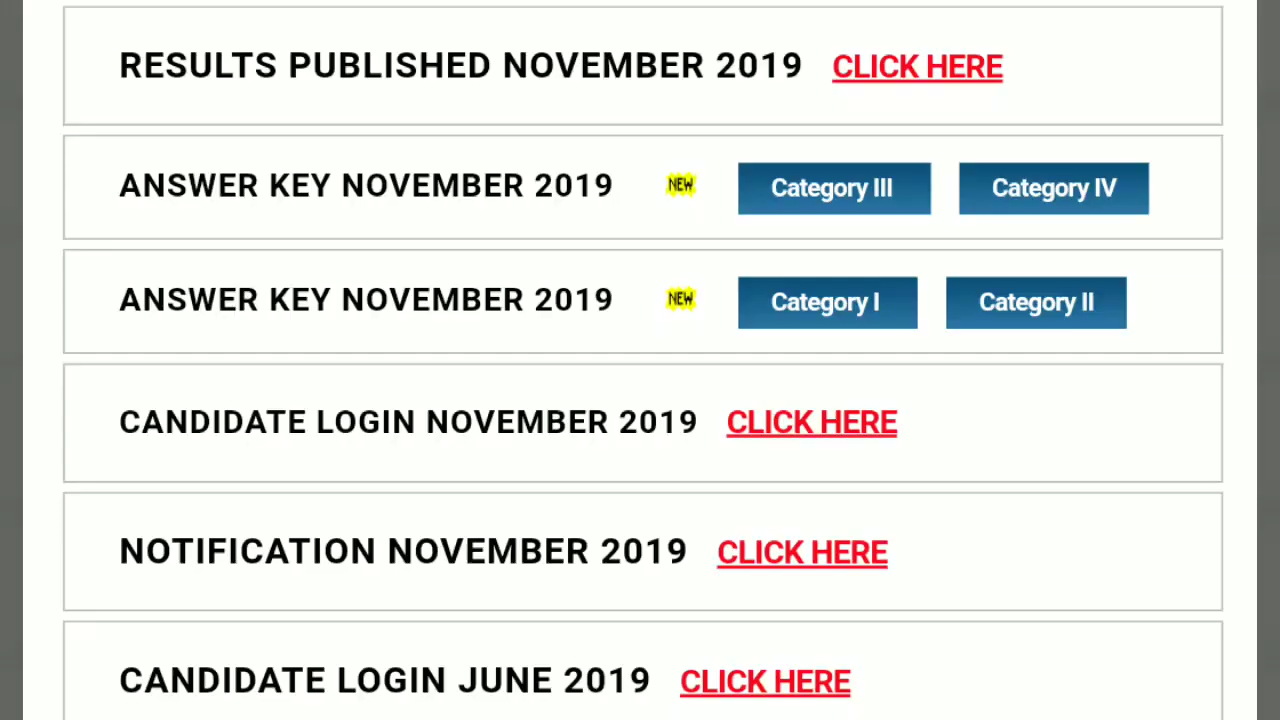 RESULTS PUBLISHED NOVEMBER 2019 CLICK HERE
ANSWER KEY NOVEMBER 2019 NEW Category III Category IV
ANSWER KEY NOVEMBER 2019 NEW Category I Category II
CANDIDATE LOGIN NOVEMBER 2019 CLICK HERE
NOTIFICATION NOVEMBER 2019 CLICK HERE
CANDIDATE LOGIN JUNE 2019 CLICK HERE